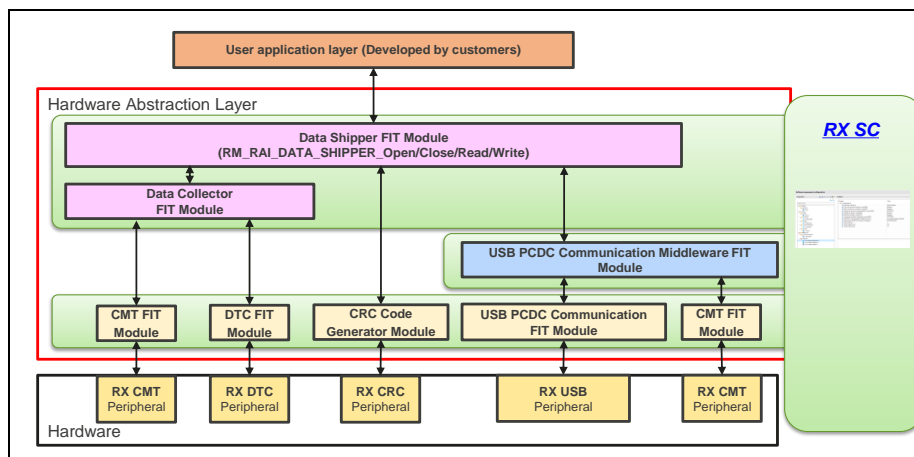 User application layer (Developed by customers)
Hardware Abstraction Layer
Data Shipper FIT Module
(RM_RAI_DATA_SHIPPER_Open/Close/Read/Write)
RX SC
Data Collector
FIT Module
USB PCDC Communication Middleware FIT
Module
CMT FIT
Module
DTC FIT
Module
CRC Code
Generator Module
USB PCDC Communication
FIT Module
CMT FIT
Module
RX CMT
Peripheral
RX DTC
Peripheral
RX CRC
Peripheral
RX USB
Peripheral
RX CMT
Peripheral
Hardware